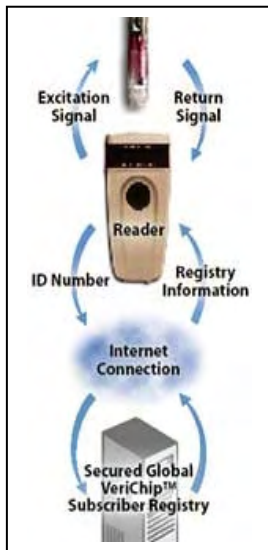 Excitation
Signal
Return
Signal
Reader
ID Number
Registry
Information
Internet
Connection
Secured Global
VeriChip™
Subscriber Registry